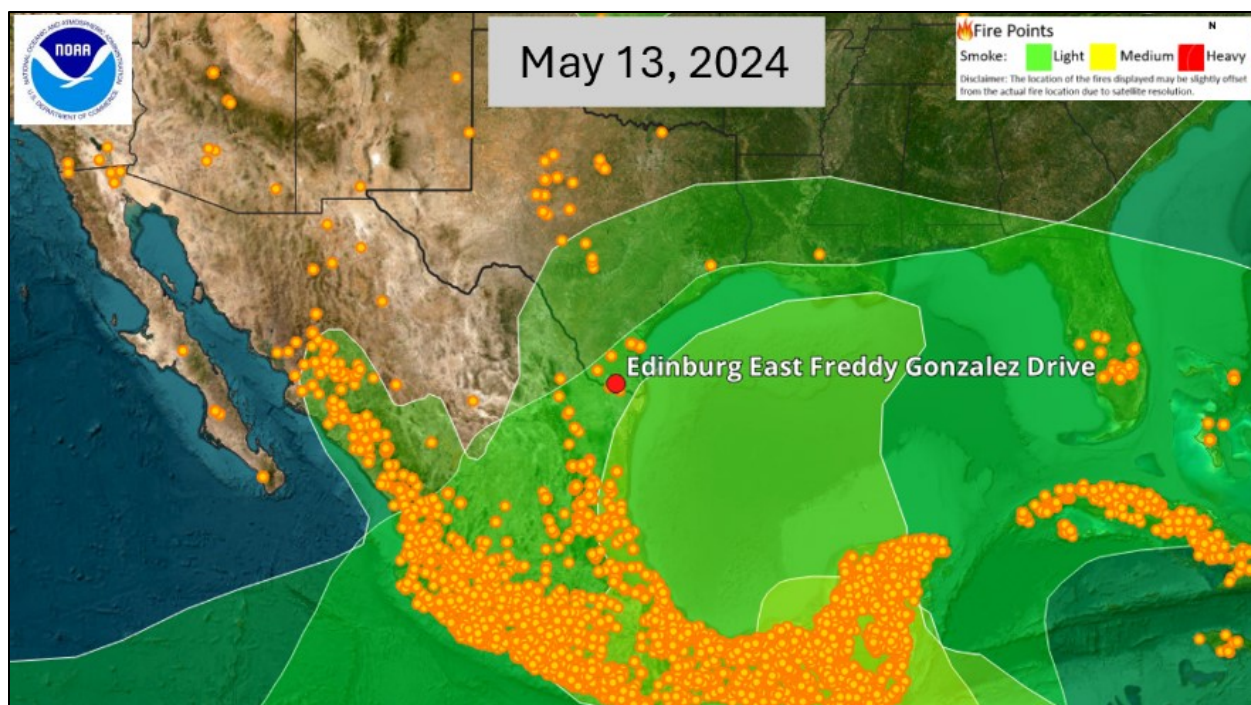 NATIONAL OCEANIC AND ATMOSPHERIC ADMINISTRATION
NOAA
U.S. DEPARTMENT OF COMMERCE
May 13, 2024
N
Fire Points
Smoke: Light Medium Heavy
Disclaimer: The location of the fires displayed may be slightly offset
from the actual fire location due to satellite resolution.
Edinburg East Freddy Gonzalez Drive